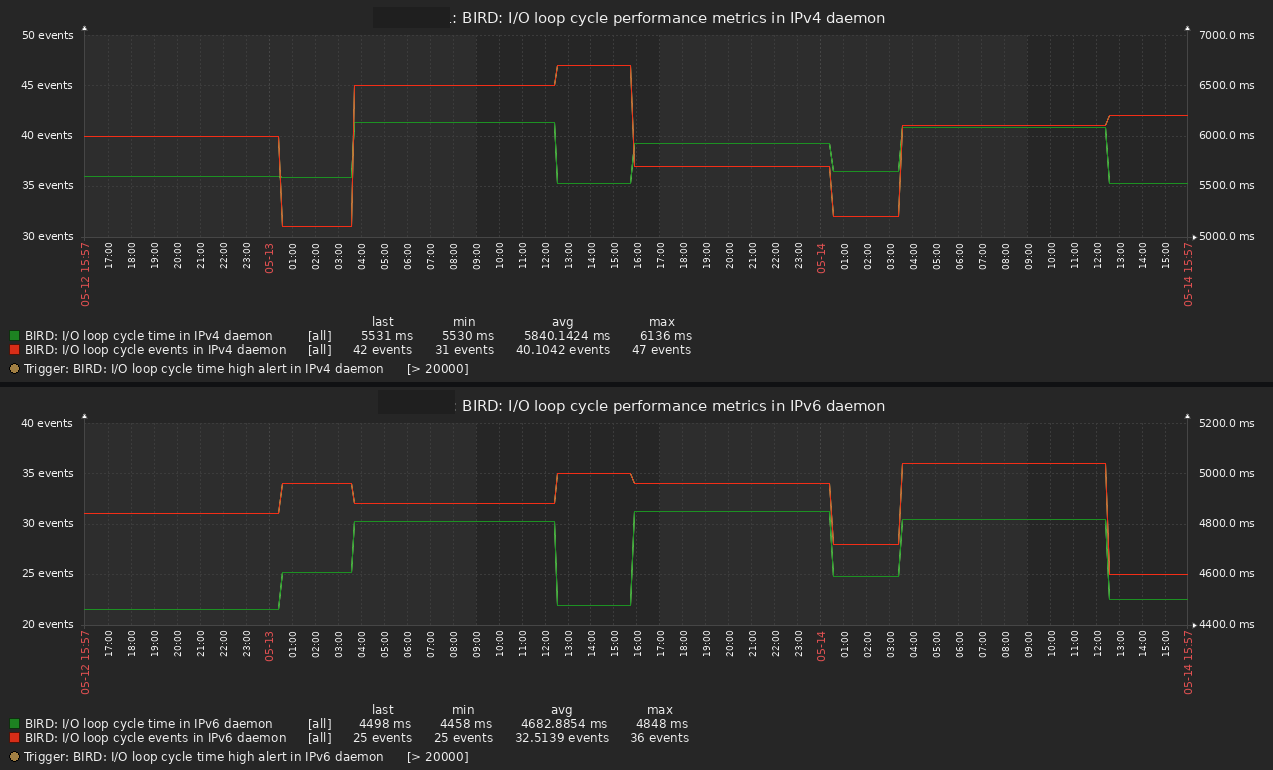 .: BIRD: I/O loop cycle performance metrics in IPv4 daemon
50 events 7000.0 ms
45 events 6500.0 ms
40 events 6000.0 ms
35 events 5500.0 ms
30 events 5000.0 ms
05-12 15:57 17:00 18:00 19:00 20:00 21:00 22:00 23:00 05-13 01:00 02:00 03:00 04:00 05:00 06:00 07:00 08:00 09:00 10:00 11:00 12:00 13:00 14:00 15:00 16:00 17:00 18:00 19:00 20:00 21:00 22:00 23:00 05-14 01:00 02:00 03:00 04:00 05:00 06:00 07:00 08:00 09:00 10:00 11:00 12:00 13:00 14:00 15:00 05-14 15:57
last min avg max
BIRD: I/O loop cycle time in IPv4 daemon [all] 5531 ms 5530 ms 5840.1424 ms 6136 ms
BIRD: I/O loop cycle events in IPv4 daemon [all] 42 events 31 events 40.1042 events 47 events
Trigger: BIRD: I/O loop cycle time high alert in IPv4 daemon [> 20000]
: BIRD: I/O loop cycle performance metrics in IPv6 daemon
40 events 5200.0 ms
35 events 5000.0 ms
30 events 4800.0 ms
25 events 4600.0 ms
20 events 4400.0 ms
05-12 15:57 17:00 18:00 19:00 20:00 21:00 22:00 23:00 05-13 01:00 02:00 03:00 04:00 05:00 06:00 07:00 08:00 09:00 10:00 11:00 12:00 13:00 14:00 15:00 16:00 17:00 18:00 19:00 20:00 21:00 22:00 23:00 05-14 01:00 02:00 03:00 04:00 05:00 06:00 07:00 08:00 09:00 10:00 11:00 12:00 13:00 14:00 15:00 05-14 15:57
last min avg max
BIRD: I/O loop cycle time in IPv6 daemon [all] 4498 ms 4458 ms 4682.8854 ms 4848 ms
BIRD: I/O loop cycle events in IPv6 daemon [all] 25 events 25 events 32.5139 events 36 events
Trigger: BIRD: I/O loop cycle time high alert in IPv6 daemon [> 20000]